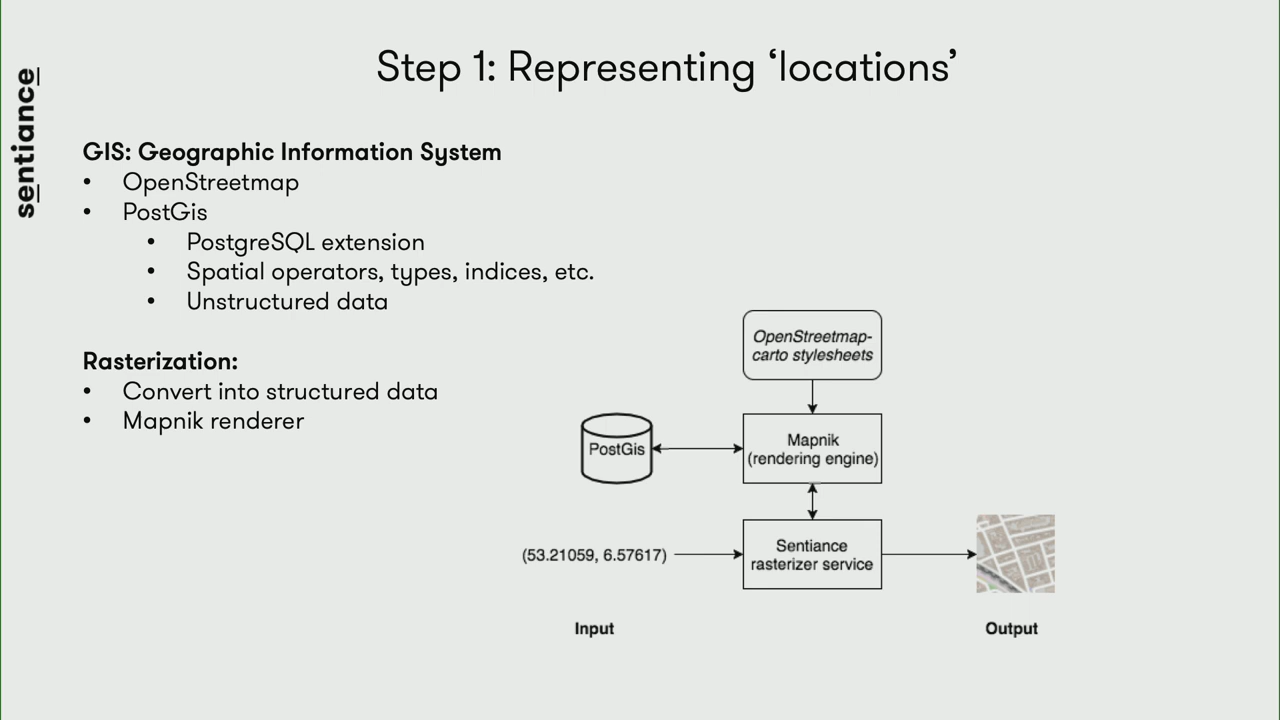 Step 1: Representing ‘locations’
sentiance
GIS: Geographic Information System
• OpenStreetmap
• PostGis
• PostgreSQL extension
• Spatial operators, types, indices, etc.
• Unstructured data
Rasterization:
• Convert into structured data
• Mapnik renderer
OpenStreetmap-
carto stylesheets
PostGis
Mapnik
(rendering engine)
(53.21059, 6.57617)
Sentiance
rasterizer service
Input
Output